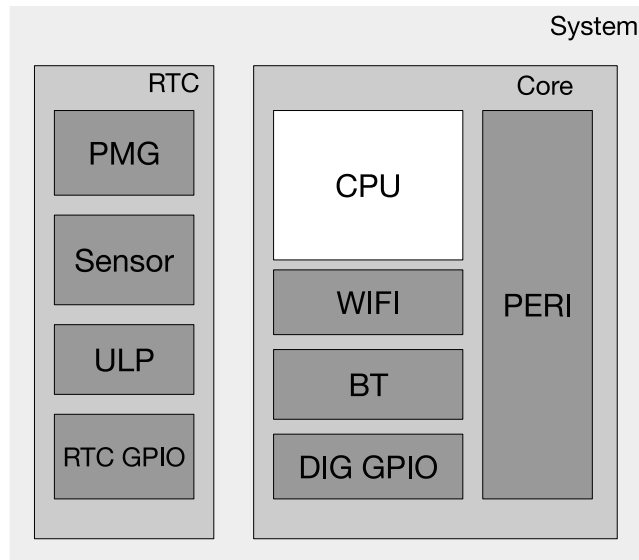 System
RTC
PMG
Sensor
ULP
RTC GPIO
Core
CPU
WIFI
BT
DIG GPIO
PERI